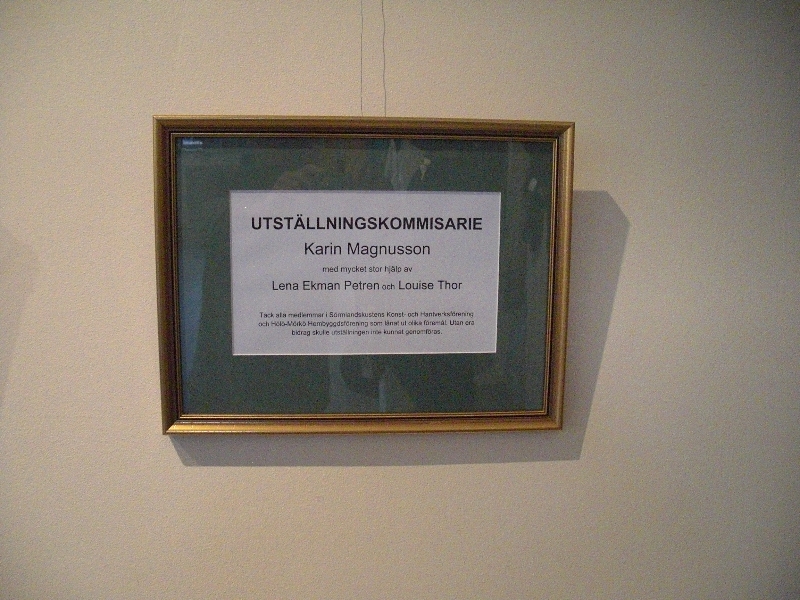 UTSTÄLLNINGSKOMMISARIE
Karin Magnusson
med mycket stor hjälp av
Lena Ekman Petren och Louise Thor
Tack alla medlemmar i Sörmlandskustens Konst- och Hantverksförening
och Hölö-Mörkö Hembygdsförening som lånat ut olika föremål. Utan era
bidrag skulle utställningen inte kunnat genomföras.